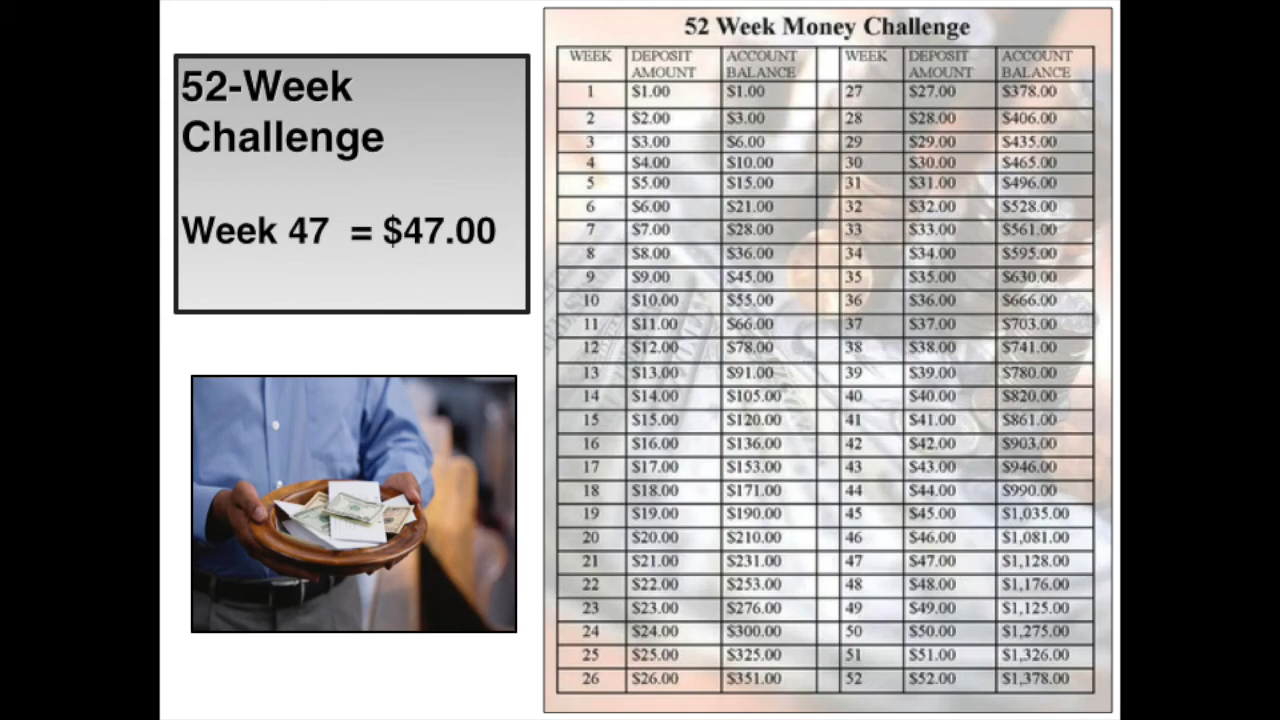 52-Week
Challenge
Week 47 = $47.00
52 Week Money Challenge
WEEK DEPOSIT AMOUNT ACCOUNT BALANCE WEEK DEPOSIT AMOUNT ACCOUNT BALANCE
1 $1.00 $1.00 27 $27.00 $378.00
2 $2.00 $3.00 28 $28.00 $406.00
3 $3.00 $6.00 29 $29.00 $435.00
4 $4.00 $10.00 30 $30.00 $465.00
5 $5.00 $15.00 31 $31.00 $496.00
6 $6.00 $21.00 32 $32.00 $528.00
7 $7.00 $28.00 33 $33.00 $561.00
8 $8.00 $36.00 34 $34.00 $595.00
9 $9.00 $45.00 35 $35.00 $630.00
10 $10.00 $55.00 36 $36.00 $666.00
11 $11.00 $66.00 37 $37.00 $703.00
12 $12.00 $78.00 38 $38.00 $741.00
13 $13.00 $91.00 39 $39.00 $780.00
14 $14.00 $105.00 40 $40.00 $820.00
15 $15.00 $120.00 41 $41.00 $861.00
16 $16.00 $136.00 42 $42.00 $903.00
17 $17.00 $153.00 43 $43.00 $946.00
18 $18.00 $171.00 44 $44.00 $990.00
19 $19.00 $190.00 45 $45.00 $1,035.00
20 $20.00 $210.00 46 $46.00 $1,081.00
21 $21.00 $231.00 47 $47.00 $1,128.00
22 $22.00 $253.00 48 $48.00 $1,176.00
23 $23.00 $276.00 49 $49.00 $1,125.00
24 $24.00 $300.00 50 $50.00 $1,275.00
25 $25.00 $325.00 51 $51.00 $1,326.00
26 $26.00 $351.00 52 $52.00 $1,378.00